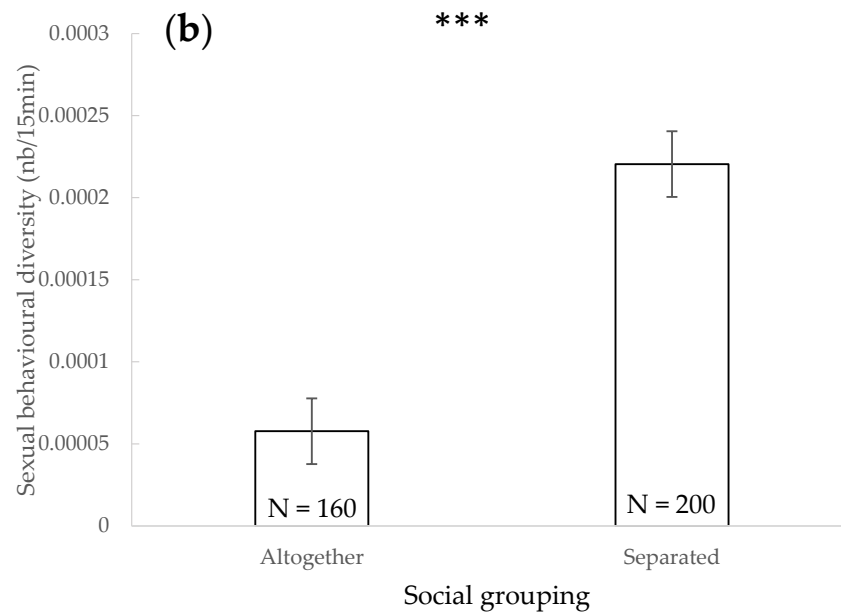 (b)
***
Sexual behavioural diversity (nb/15min)
0.0003
0.00025
0.0002
0.00015
0.0001
0.00005
0
N = 160
N = 200
Altogether
Separated
Social grouping